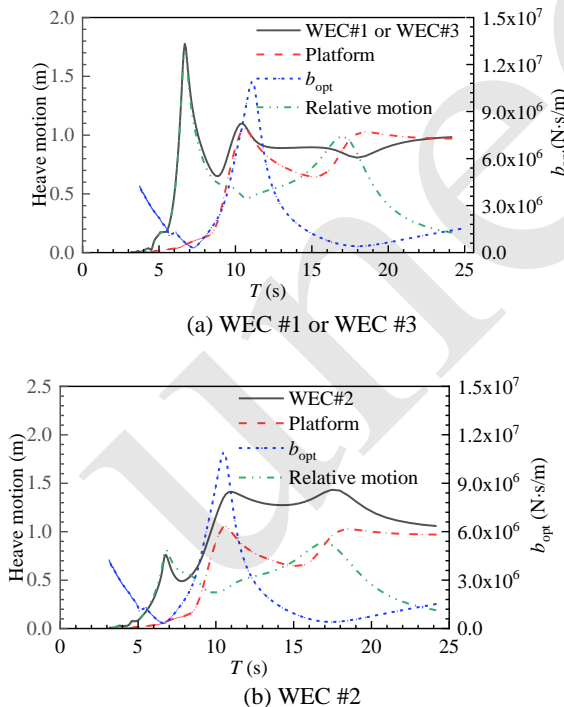 2.0
1.5
1.0
0.5
0.0
Heave motion (m)
WEC#1 or WEC#3
Platform
b_opt
Relative motion
1.5x10^7
1.2x10^7
9.0x10^6
6.0x10^6
3.0x10^6
0.0
(N·s/m)
0 5 10 15 20 25
T (s)
(a) WEC #1 or WEC #3
2.5
2.0
1.5
1.0
0.5
0.0
Heave motion (m)
WEC#2
Platform
b_opt
Relative motion
1.5x10^7
1.2x10^7
9.0x10^6
6.0x10^6
3.0x10^6
0.0
b_opt (N·s/m)
0 5 10 15 20 25
T (s)
(b) WEC #2